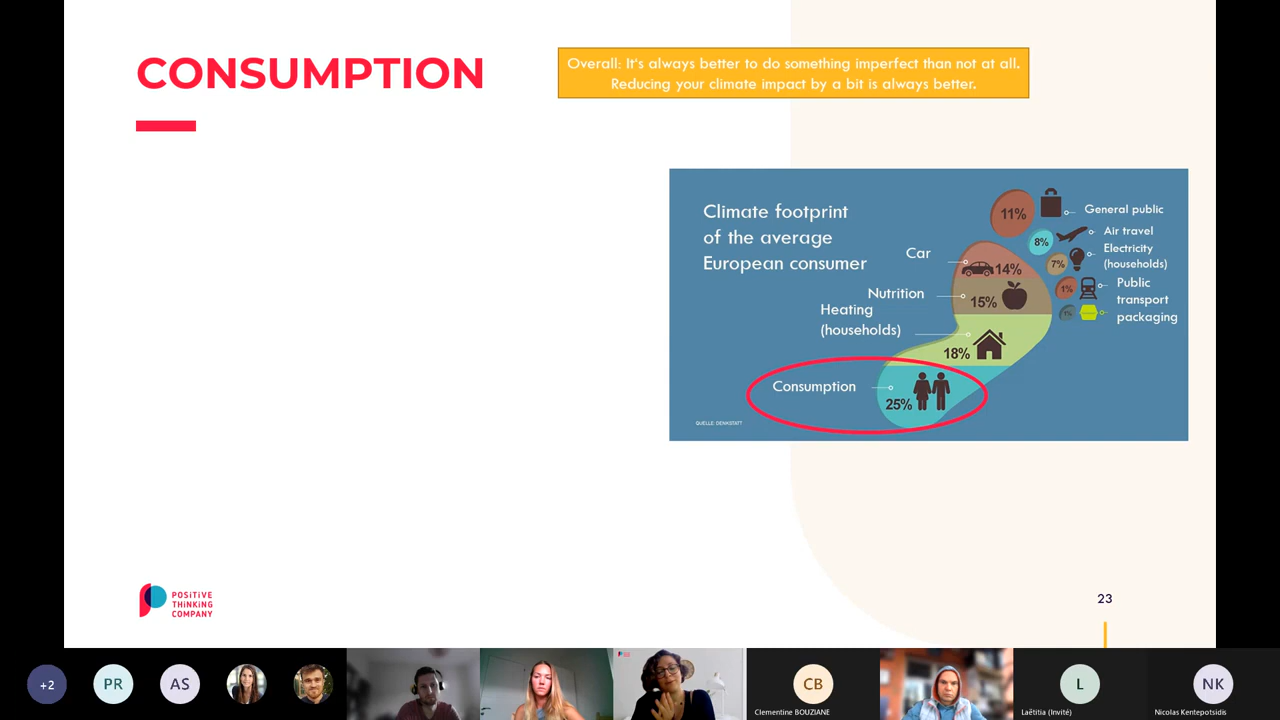 CONSUMPTION
Overall: It's always better to do something imperfect than not at all.
Reducing your climate impact by a bit is always better.
Climate footprint
of the average
European consumer
11%
General public
8%
Air travel
7%
Electricity
(households)
1%
Public
transport
packaging
1%
Car
14%
Nutrition
15%
Heating
(households)
18%
Consumption
25%
QUELLE DENKSTATT
POSITIVE
THINKING
COMPANY
23
+2
PR
AS
CB
Clementine BOUZIANE
L
Laëtitia (Invité)
NK
Nicolas Kentepotsidis